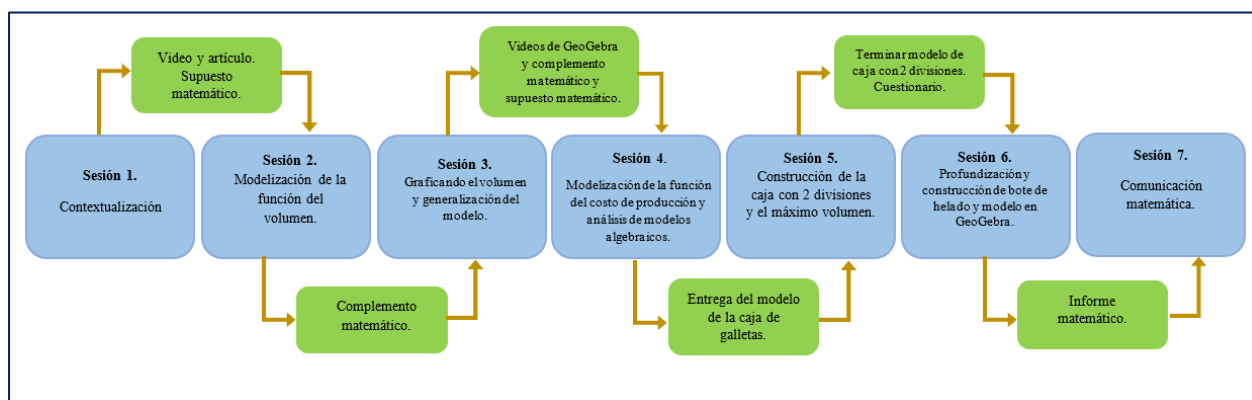 Video y artículo.
Supuesto
matemático.
Videos de GeoGebra
y complemento
matemático y
supuesto matemático.
Terminar modelo de
caja con 2 divisiones.
Cuestionario.
Sesión 1.
Contextualización
Sesión 2.
Modelización de la
función del
volumen.
Sesión 3.
Graficando el volumen
y generalización del
modelo.
Sesión 4.
Modelización de la función
del costo de producción y
análisis de modelos
algebraicos.
Sesión 5.
Construcción de la
caja con 2 divisiones
y el máximo volumen.
Sesión 6.
Profundización y
construcción de bote de
helado y modelo en
GeoGebra.
Sesión 7.
Comunicación
matemática.
Complemento
matemático.
Entrega del modelo
de la caja de
galletas.
Informe
matemático.